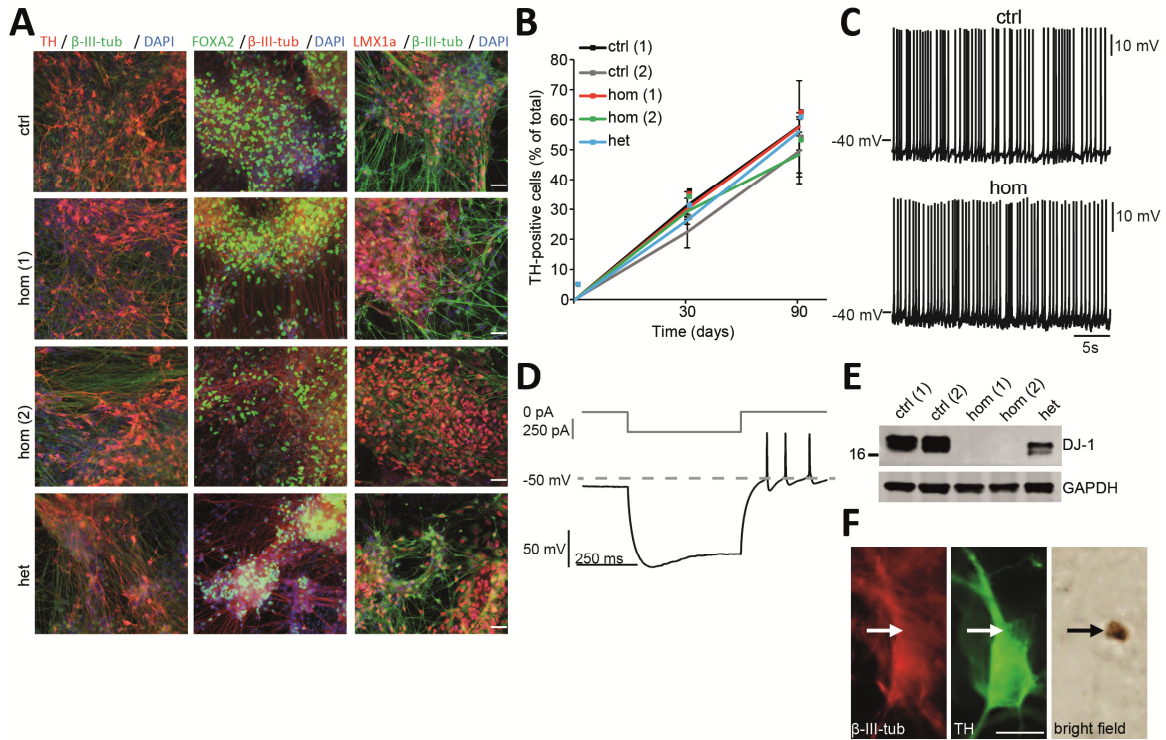 A
TH / β-III-tub / DAPI
FOXA2 / β-III-tub / DAPI
LMX1a / β-III-tub / DAPI
ctrl
hom (1)
hom (2)
het
B
ctrl (1)
ctrl (2)
hom (1)
hom (2)
het
TH-positive cells (% of total)
80
70
60
50
40
30
20
10
0
30
90
Time (days)
C
ctrl
10 mV
-40 mV
hom
10 mV
-40 mV
5s
D
0 pA
250 pA
-50 mV
50 mV
250 ms
E
ctrl (1)
ctrl (2)
hom (1)
hom (2)
het
16
DJ-1
GAPDH
F
β-III-tub
TH
bright field